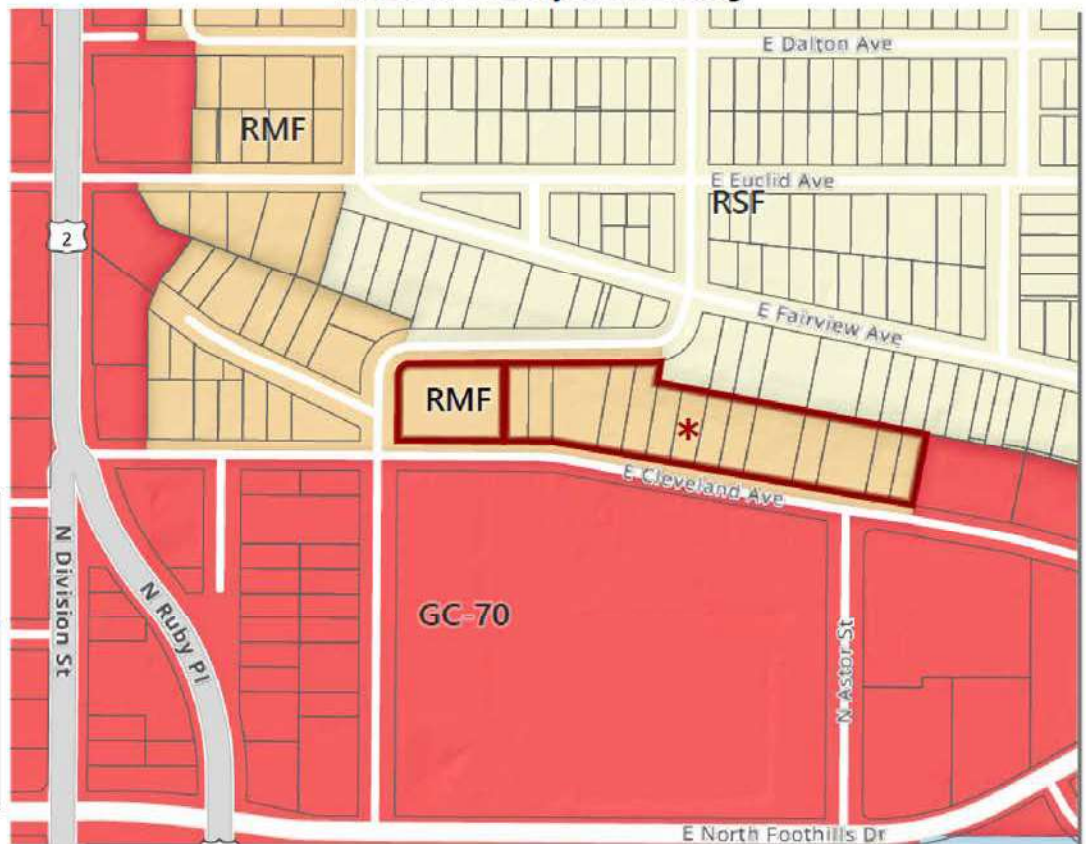 E Dalton Ave
RMF
E Euclid Ave
RSF
2
E Fairview Ave
RMF
*
E Cleveland Ave
N Division St
N Ruby Pl
GC-70
N Astor St
E North Foothills Dr